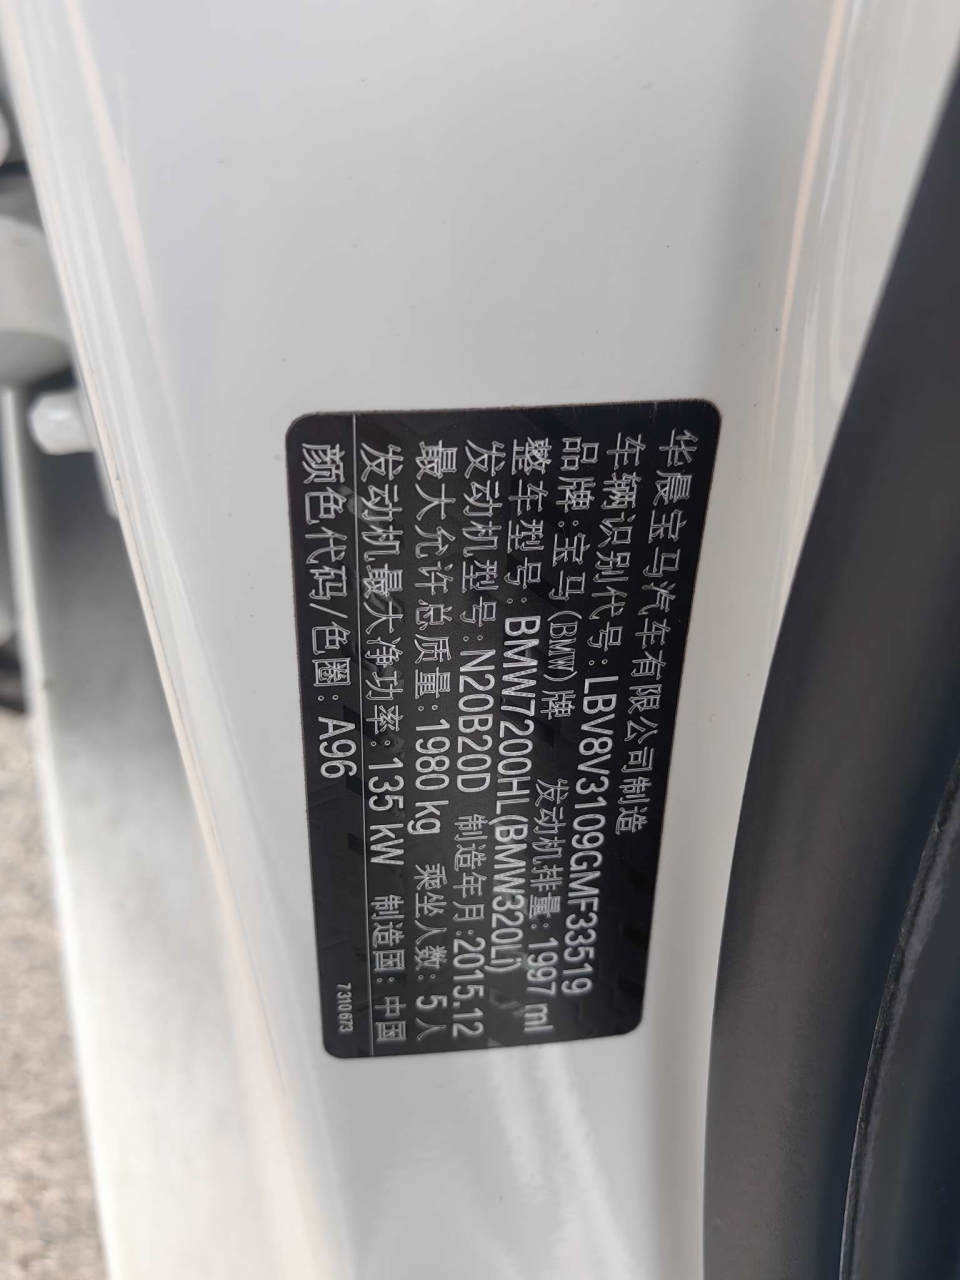 华晨宝马汽车有限公司制造
车辆识别代号:LBV8V3109GMF33519
品牌:宝马(BMW)牌 发动机排量:1997 ml
整车型号:BMW7200HL(BMW320Li)
发动机型号:N20B20D 制造年月:2015.12
最大允许总质量:1980 kg 乘坐人数:5人
发动机最大净功率:135 kW 制造国:中国
颜色代码/色圈:A96
7310673